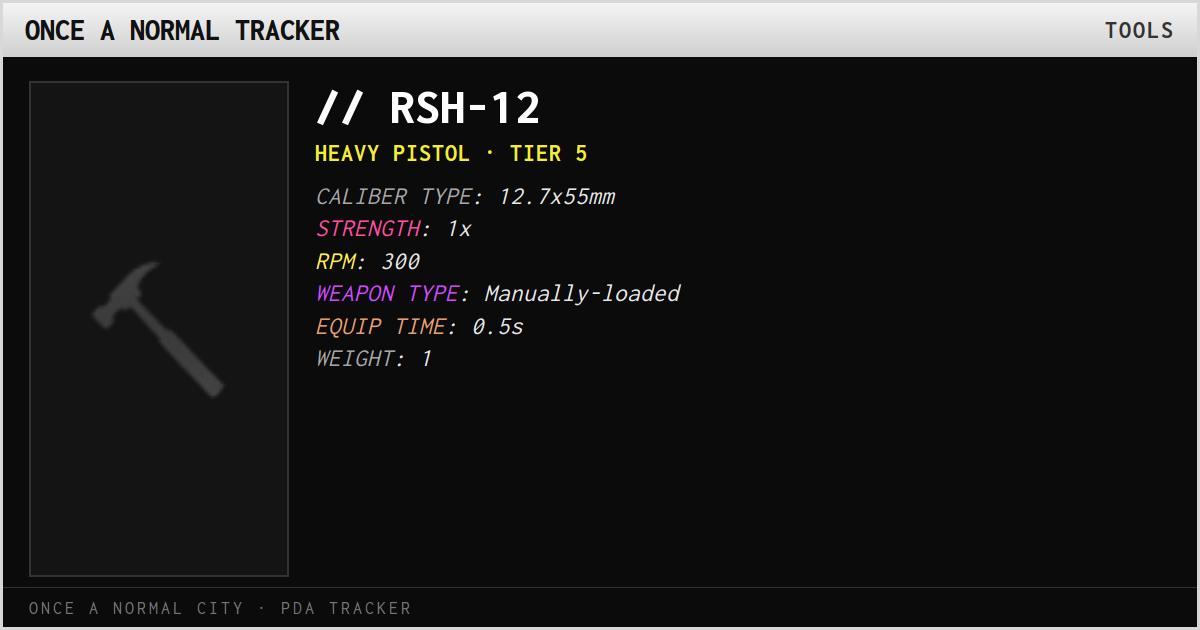 ONCE A NORMAL TRACKER
TOOLS
// RSH-12
HEAVY PISTOL · TIER 5
CALIBER TYPE: 12.7x55mm
STRENGTH: 1x
RPM: 300
WEAPON TYPE: Manually-loaded
EQUIP TIME: 0.5s
WEIGHT: 1
ONCE A NORMAL CITY · PDA TRACKER